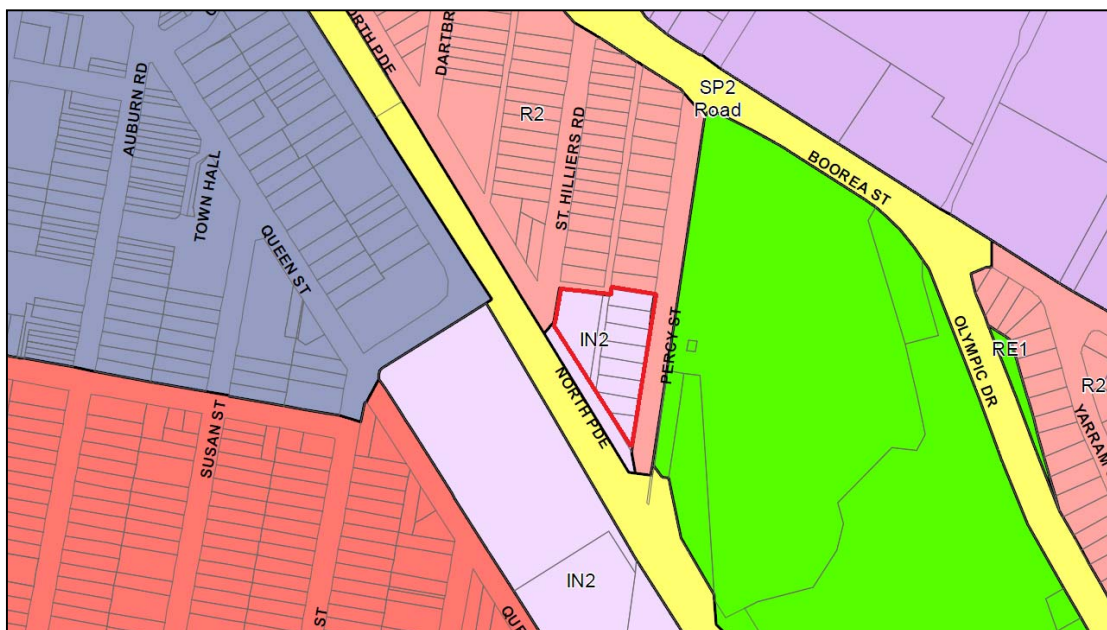 NORTH PDE
AUBURN RD
TOWN HALL
QUEEN ST
SUSAN ST
ST
R2
ST. HILLIERS RD
SP2
Road
BOOREA ST
IN2
PERCY ST
NORTH PDE
IN2
OLYMPIC DR
RE1
R2